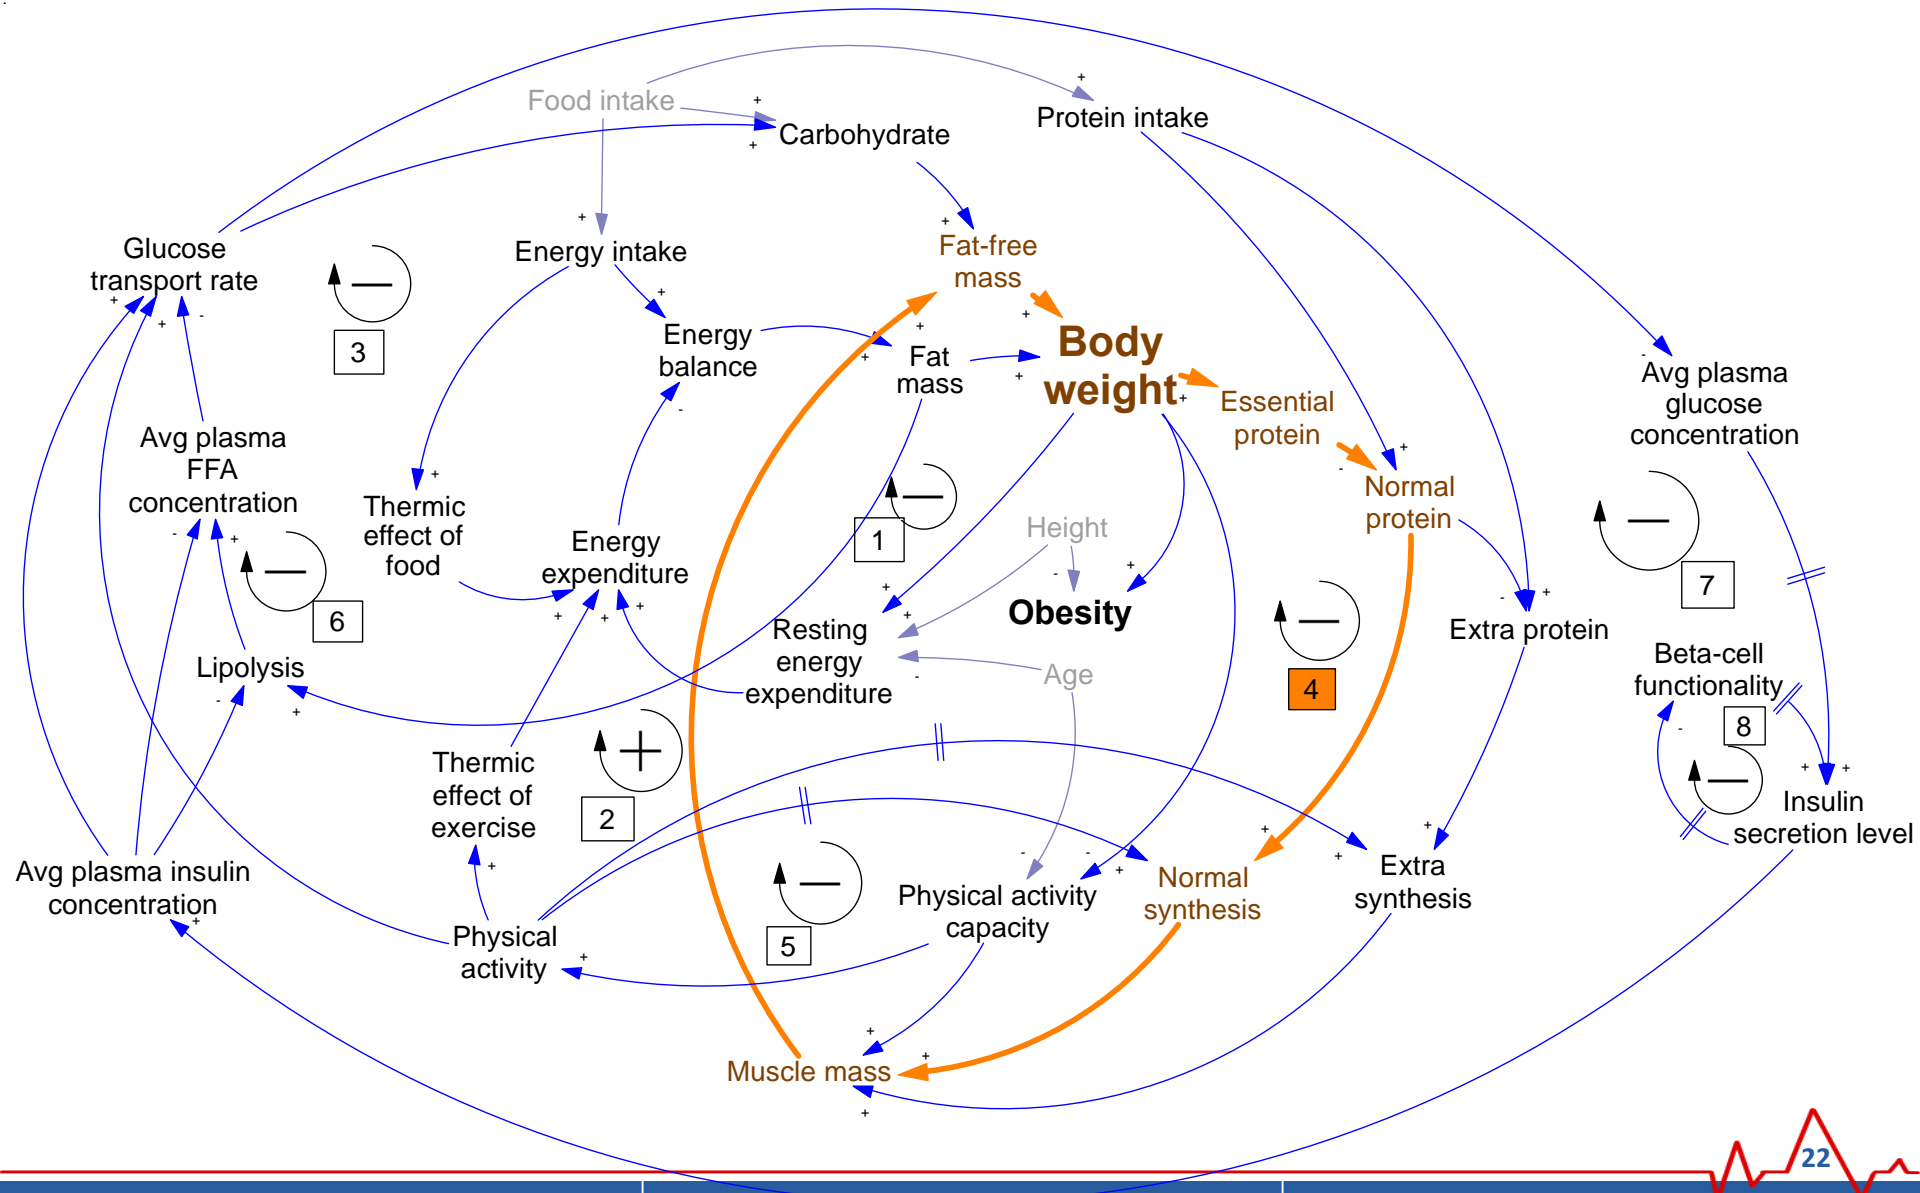 Food intake
Protein intake
Carbohydrate
Glucose
transport rate
Energy intake
Fat-free
mass
3
Energy
balance
Fat
mass
Body
weight
Essential
protein
Avg plasma
glucose
concentration
Avg plasma
FFA
concentration
Thermic
effect of
food
Energy
expenditure
1
Height
Normal
protein
7
6
Obesity
Resting
energy
expenditure
Extra protein
Lipolysis
Age
4
Beta-cell
functionality
8
Thermic
effect of
exercise
2
Insulin
secretion level
Avg plasma insulin
concentration
Physical activity
capacity
Normal
synthesis
Extra
synthesis
Physical
activity
5
Muscle mass
22